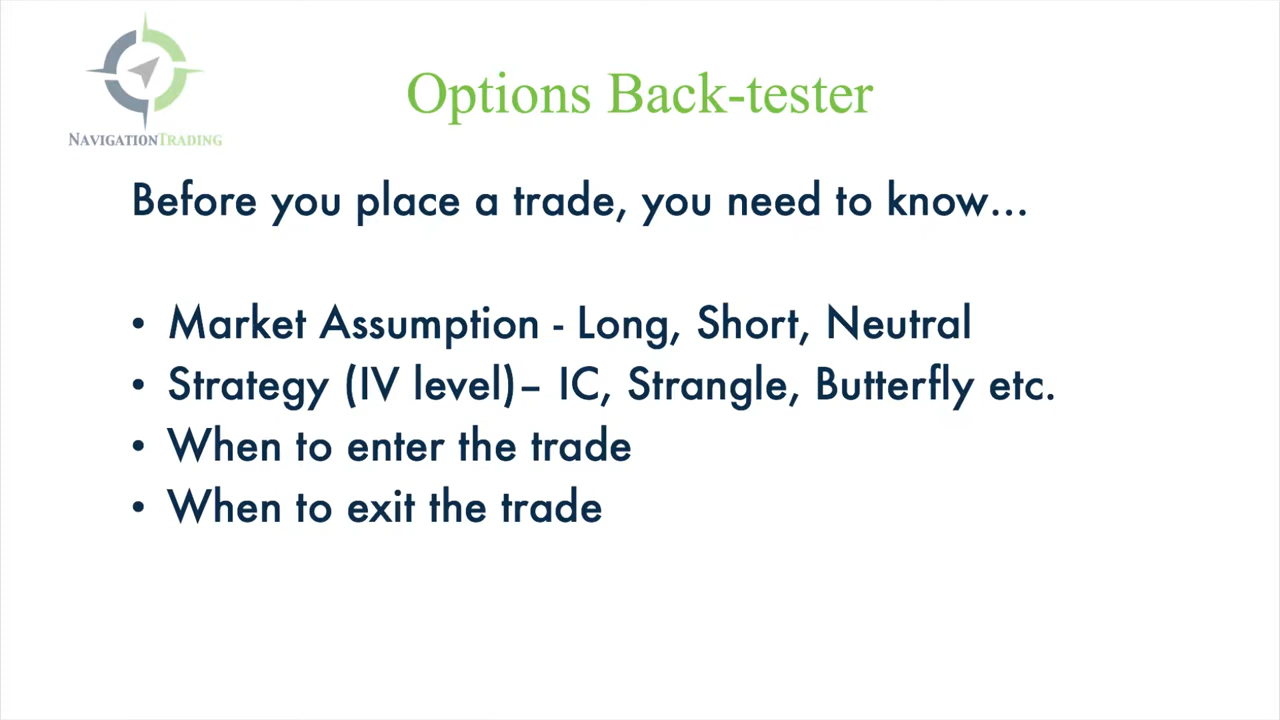 Options Back-tester
NAVIGATIONTRADING
Before you place a trade, you need to know...
• Market Assumption - Long, Short, Neutral
• Strategy (IV level)– IC, Strangle, Butterfly etc.
• When to enter the trade
• When to exit the trade